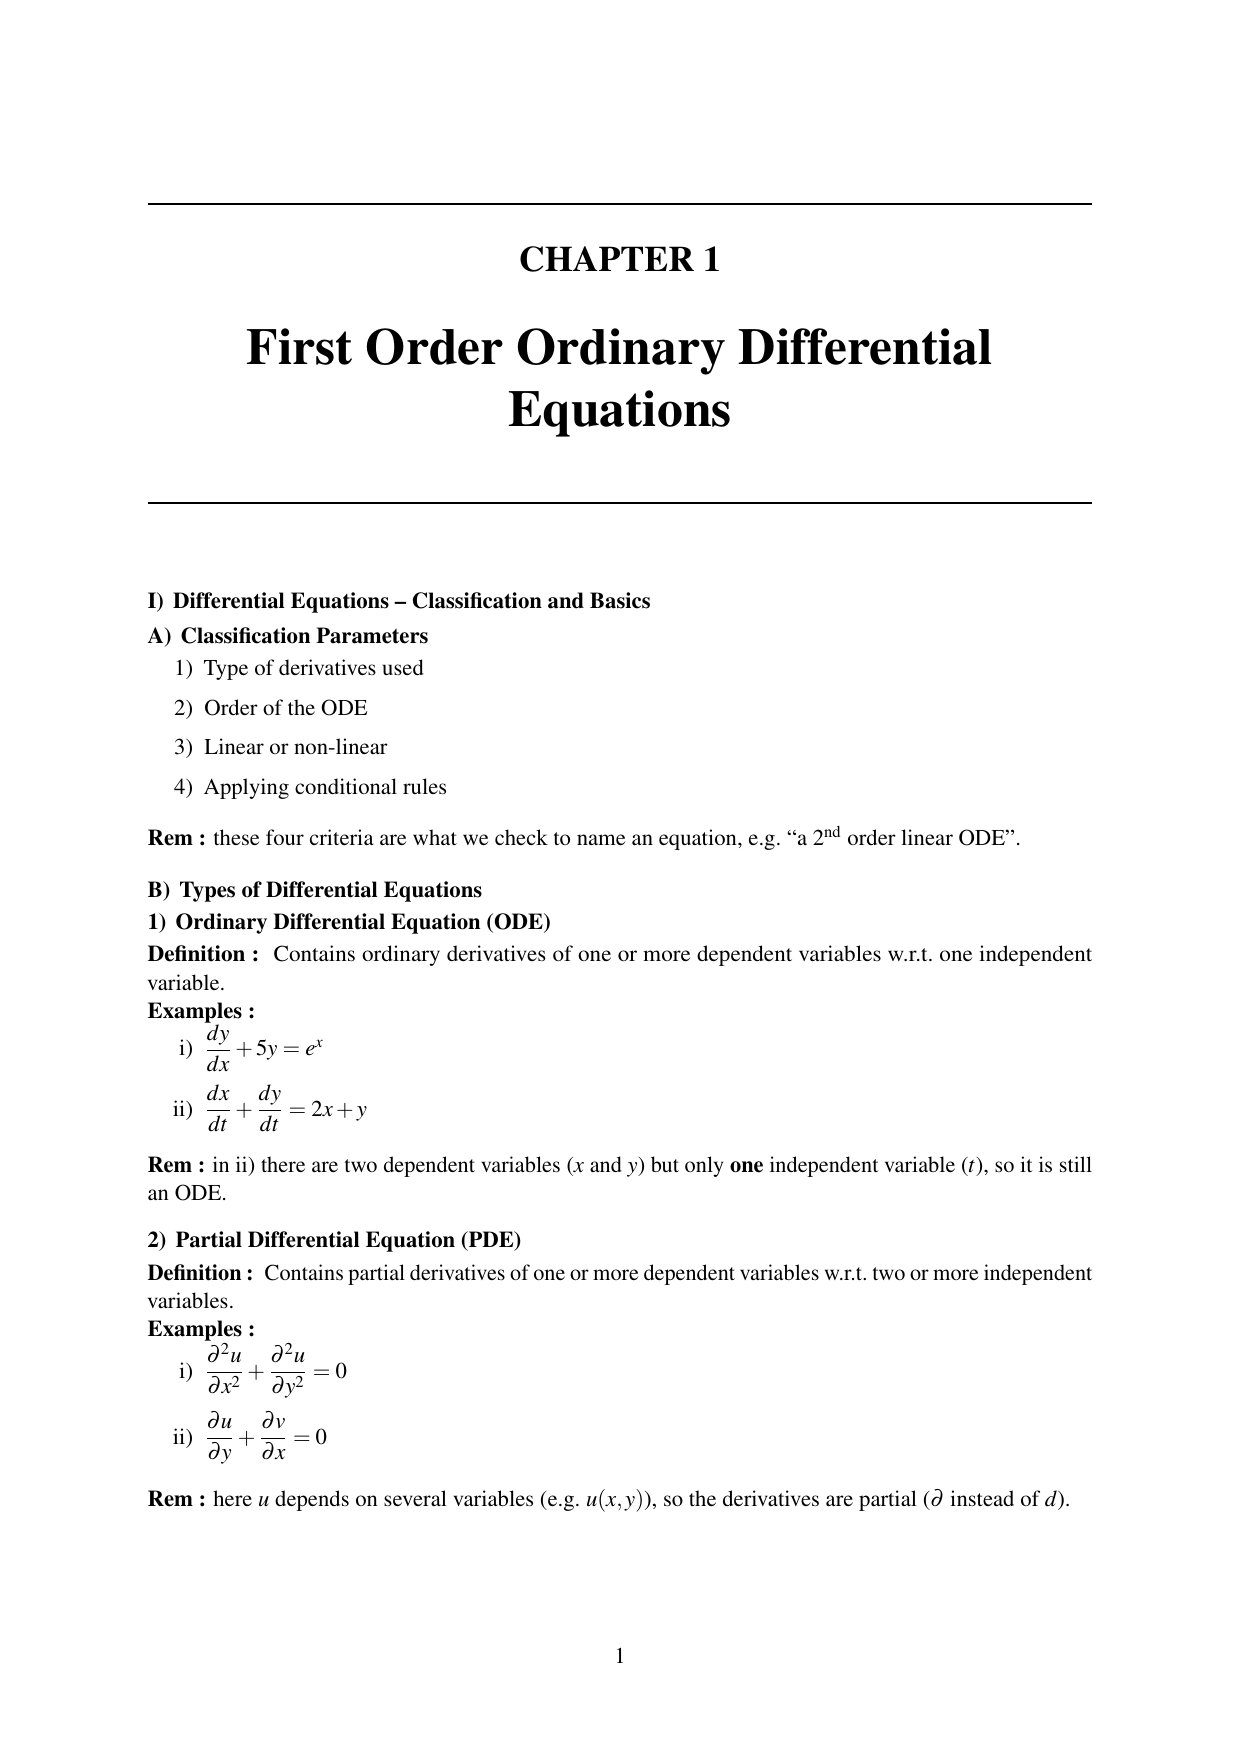 CHAPTER 1
First Order Ordinary Differential
Equations
I) Differential Equations – Classification and Basics
A) Classification Parameters
1) Type of derivatives used
2) Order of the ODE
3) Linear or non-linear
4) Applying conditional rules
Rem : these four criteria are what we check to name an equation, e.g. “a 2nd order linear ODE”.
B) Types of Differential Equations
1) Ordinary Differential Equation (ODE)
Definition : Contains ordinary derivatives of one or more dependent variables w.r.t. one independent
variable.
Examples :
i) dy/dx + 5y = e^x
ii) dx/dt + dy/dt = 2x + y
Rem : in ii) there are two dependent variables (x and y) but only one independent variable (t), so it is still
an ODE.
2) Partial Differential Equation (PDE)
Definition : Contains partial derivatives of one or more dependent variables w.r.t. two or more independent
variables.
Examples :
i) ∂²u/∂x² + ∂²u/∂y² = 0
ii) ∂u/∂y + ∂v/∂x = 0
Rem : here u depends on several variables (e.g. u(x,y)), so the derivatives are partial (∂ instead of d).
1